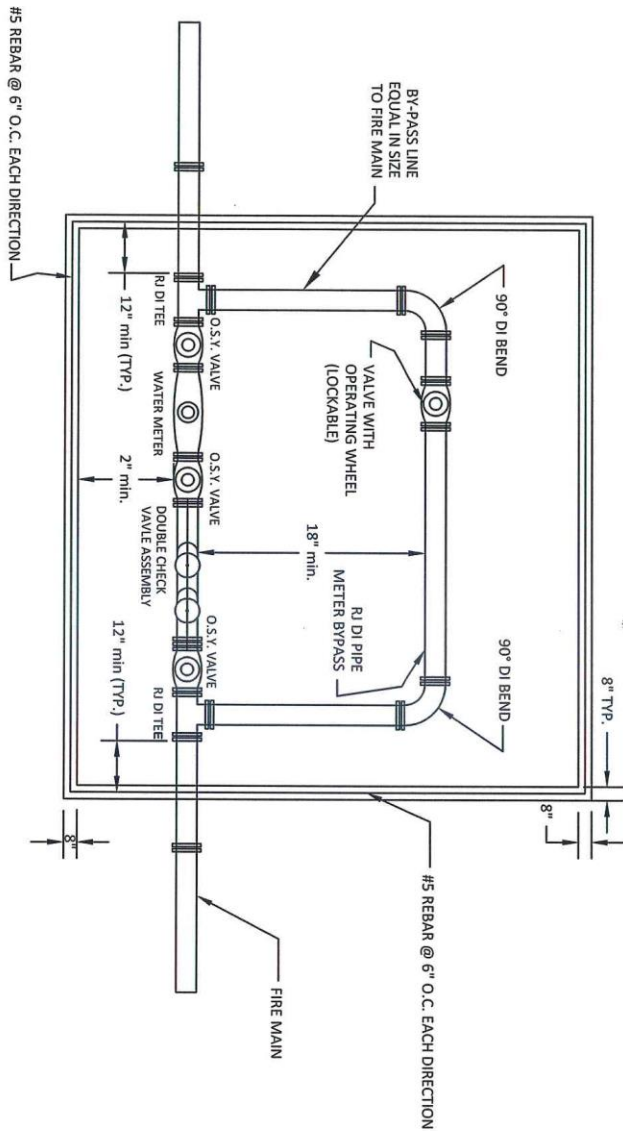 8" TYP.
#5 REBAR @ 6" O.C. EACH DIRECTION
8"
90° DI BEND
90° DI BEND
BY-PASS LINE
EQUAL IN SIZE
TO FIRE MAIN
VALVE WITH
OPERATING WHEEL
(LOCKABLE)
RJ DI PIPE
METER BYPASS
18" min.
FIRE MAIN
O.S.Y. VALVE
O.S.Y. VALVE
O.S.Y. VALVE
RJ DI TEE
WATER METER
DOUBLE CHECK
VAVLE ASSEMBLY
RJ DI TEE
12" min (TYP.)
2" min.
12" min (TYP.)
8"
#5 REBAR @ 6" O.C. EACH DIRECTION